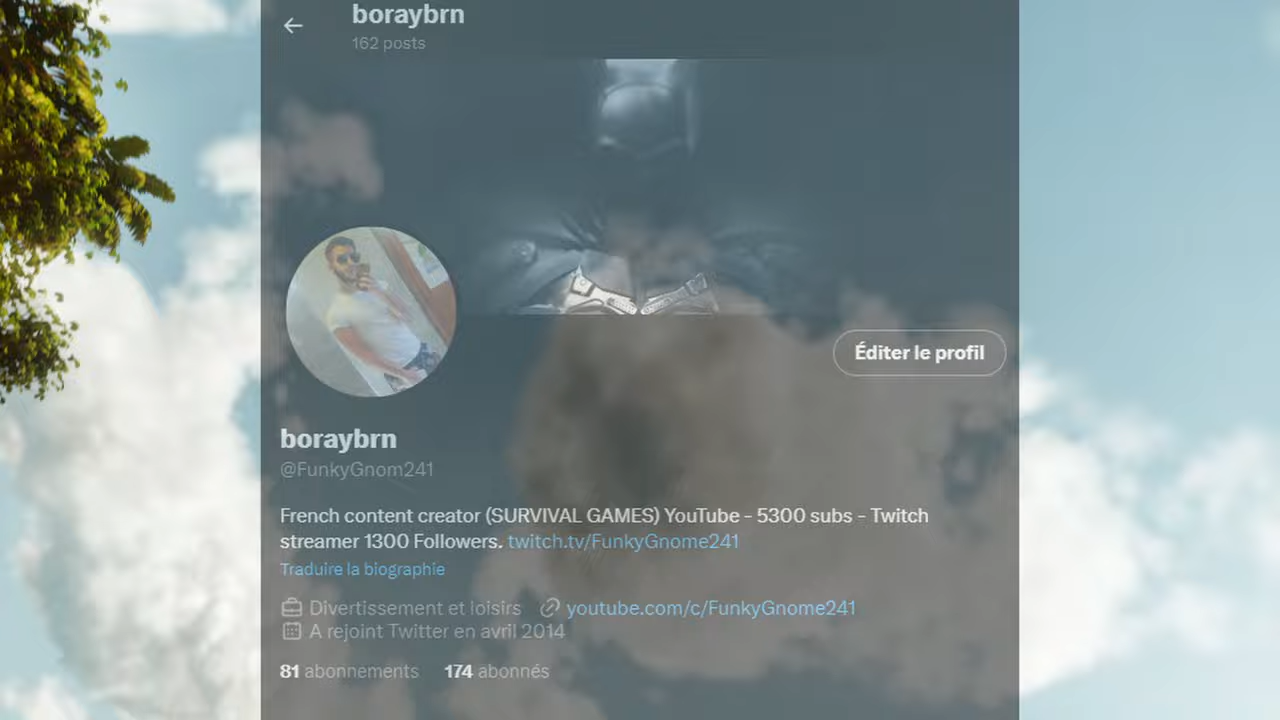 boraybrn
162 posts
Éditer le profil
boraybrn
@FunkyGnom241
French content creator (SURVIVAL GAMES) YouTube - 5300 subs - Twitch
streamer 1300 Followers. twitch.tv/FunkyGnome241
Traduire la biographie
Divertissement et loisirs youtube.com/c/FunkyGnome241
A rejoint Twitter en avril 2014
81 abonnements 174 abonnés